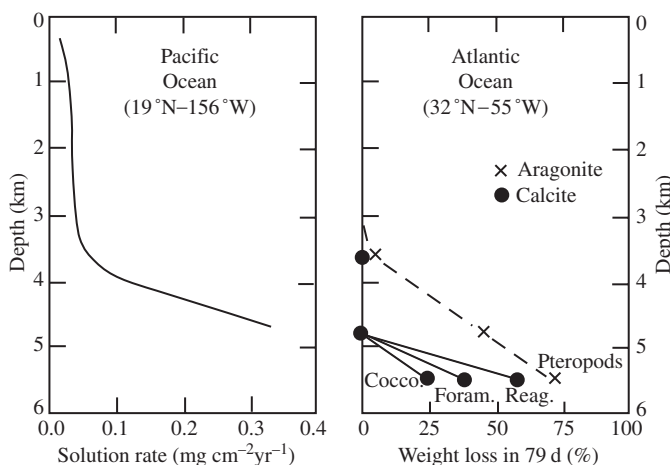 0
1
2
3
4
5
6
Depth (km)
Pacific
Ocean
(19°N–156°W)
0.0 0.1 0.2 0.3 0.4
Solution rate (mg cm−2yr−1)
Atlantic
Ocean
(32°N–55°W)
× Aragonite
● Calcite
Pteropods
Cocco.
Foram. Reag.
0 25 50 75 100
Weight loss in 79 d (%)
0
1
2
3
4
5
6
Depth (km)